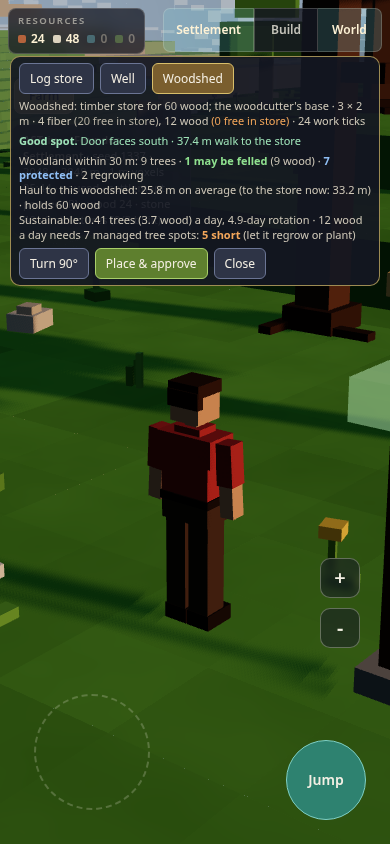 RESOURCES
24 48 0 0
Settlement Build World
Log store Well Woodshed
Woodshed: timber store for 60 wood; the woodcutter's base · 3 × 2
m · 4 fiber (20 free in store), 12 wood (0 free in store) · 24 work ticks
Good spot. Door faces south · 37.4 m walk to the store
Woodland within 30 m: 9 trees · 1 may be felled (9 wood) · 7
protected · 2 regrowing
Haul to this woodshed: 25.8 m on average (to the store now: 33.2 m)
· holds 60 wood
Sustainable: 0.41 trees (3.7 wood) a day, 4.9-day rotation · 12 wood
a day needs 7 managed tree spots: 5 short (let it regrow or plant)
Turn 90° Place & approve Close
+
-
Jump